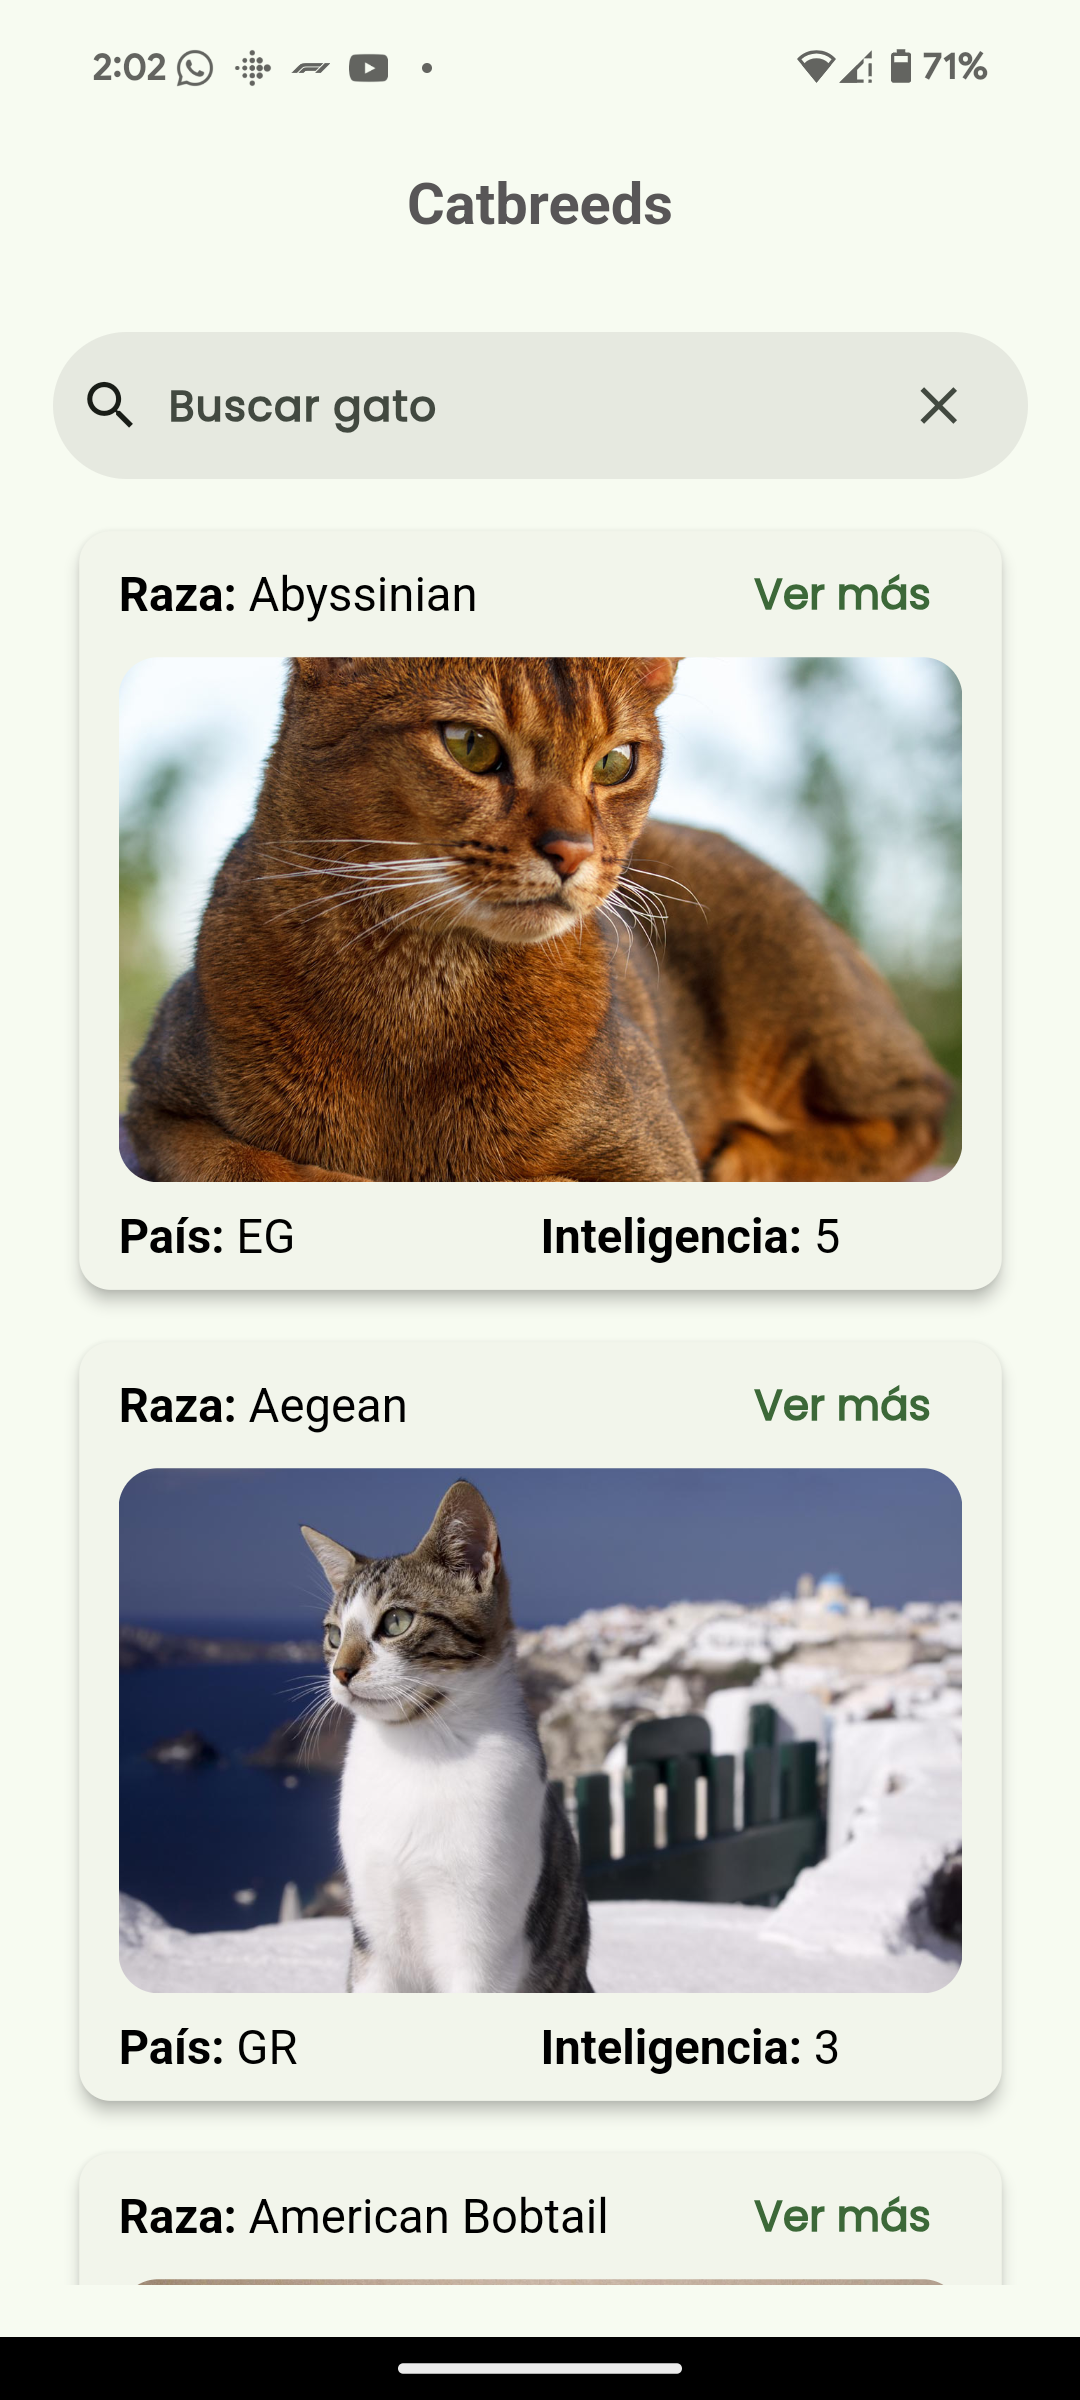 2:02
71%
Catbreeds
Buscar gato
Raza: Abyssinian
Ver más
País: EG
Inteligencia: 5
Raza: Aegean
Ver más
País: GR
Inteligencia: 3
Raza: American Bobtail
Ver más